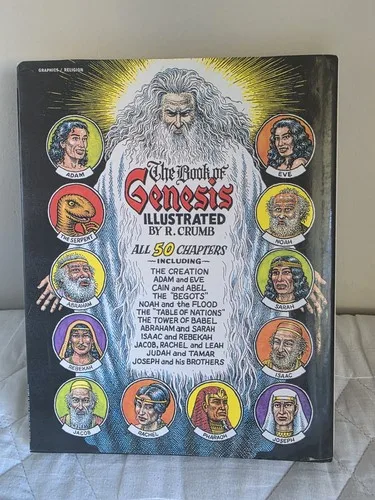 GRAPHICS / RELIGION
The Book of
Genesis
ILLUSTRATED
BY R. CRUMB
ALL 50 CHAPTERS
—INCLUDING—
THE CREATION
ADAM and EVE
CAIN and ABEL
THE "BEGOTS"
NOAH and the FLOOD
THE "TABLE OF NATIONS"
THE TOWER OF BABEL
ABRAHAM and SARAH
ISAAC and REBEKAH
JACOB, RACHEL and LEAH
JUDAH and TAMAR
JOSEPH and his BROTHERS
ADAM
EVE
THE SERPENT
NOAH
ABRAHAM
SARAH
REBEKAH
ISAAC
JACOB
RACHEL
PHARAOH
JOSEPH